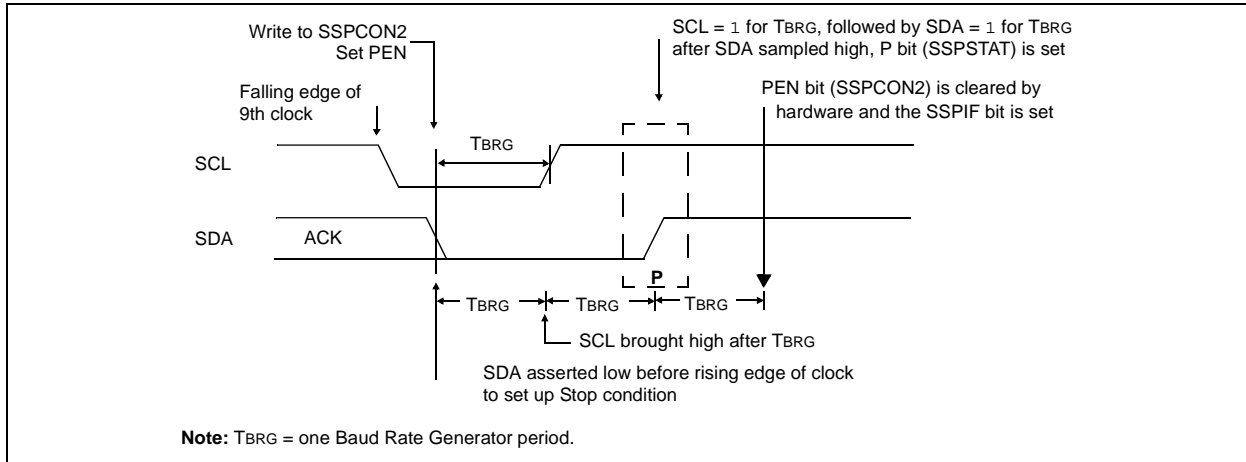 Write to SSPCON2
Set PEN
SCL = 1 for TBRG, followed by SDA = 1 for TBRG
after SDA sampled high, P bit (SSPSTAT) is set
Falling edge of
9th clock
PEN bit (SSPCON2) is cleared by
hardware and the SSPIF bit is set
TBRG
SCL
SDA
ACK
P
TBRG
TBRG
TBRG
SCL brought high after TBRG
SDA asserted low before rising edge of clock
to set up Stop condition
Note: TBRG = one Baud Rate Generator period.